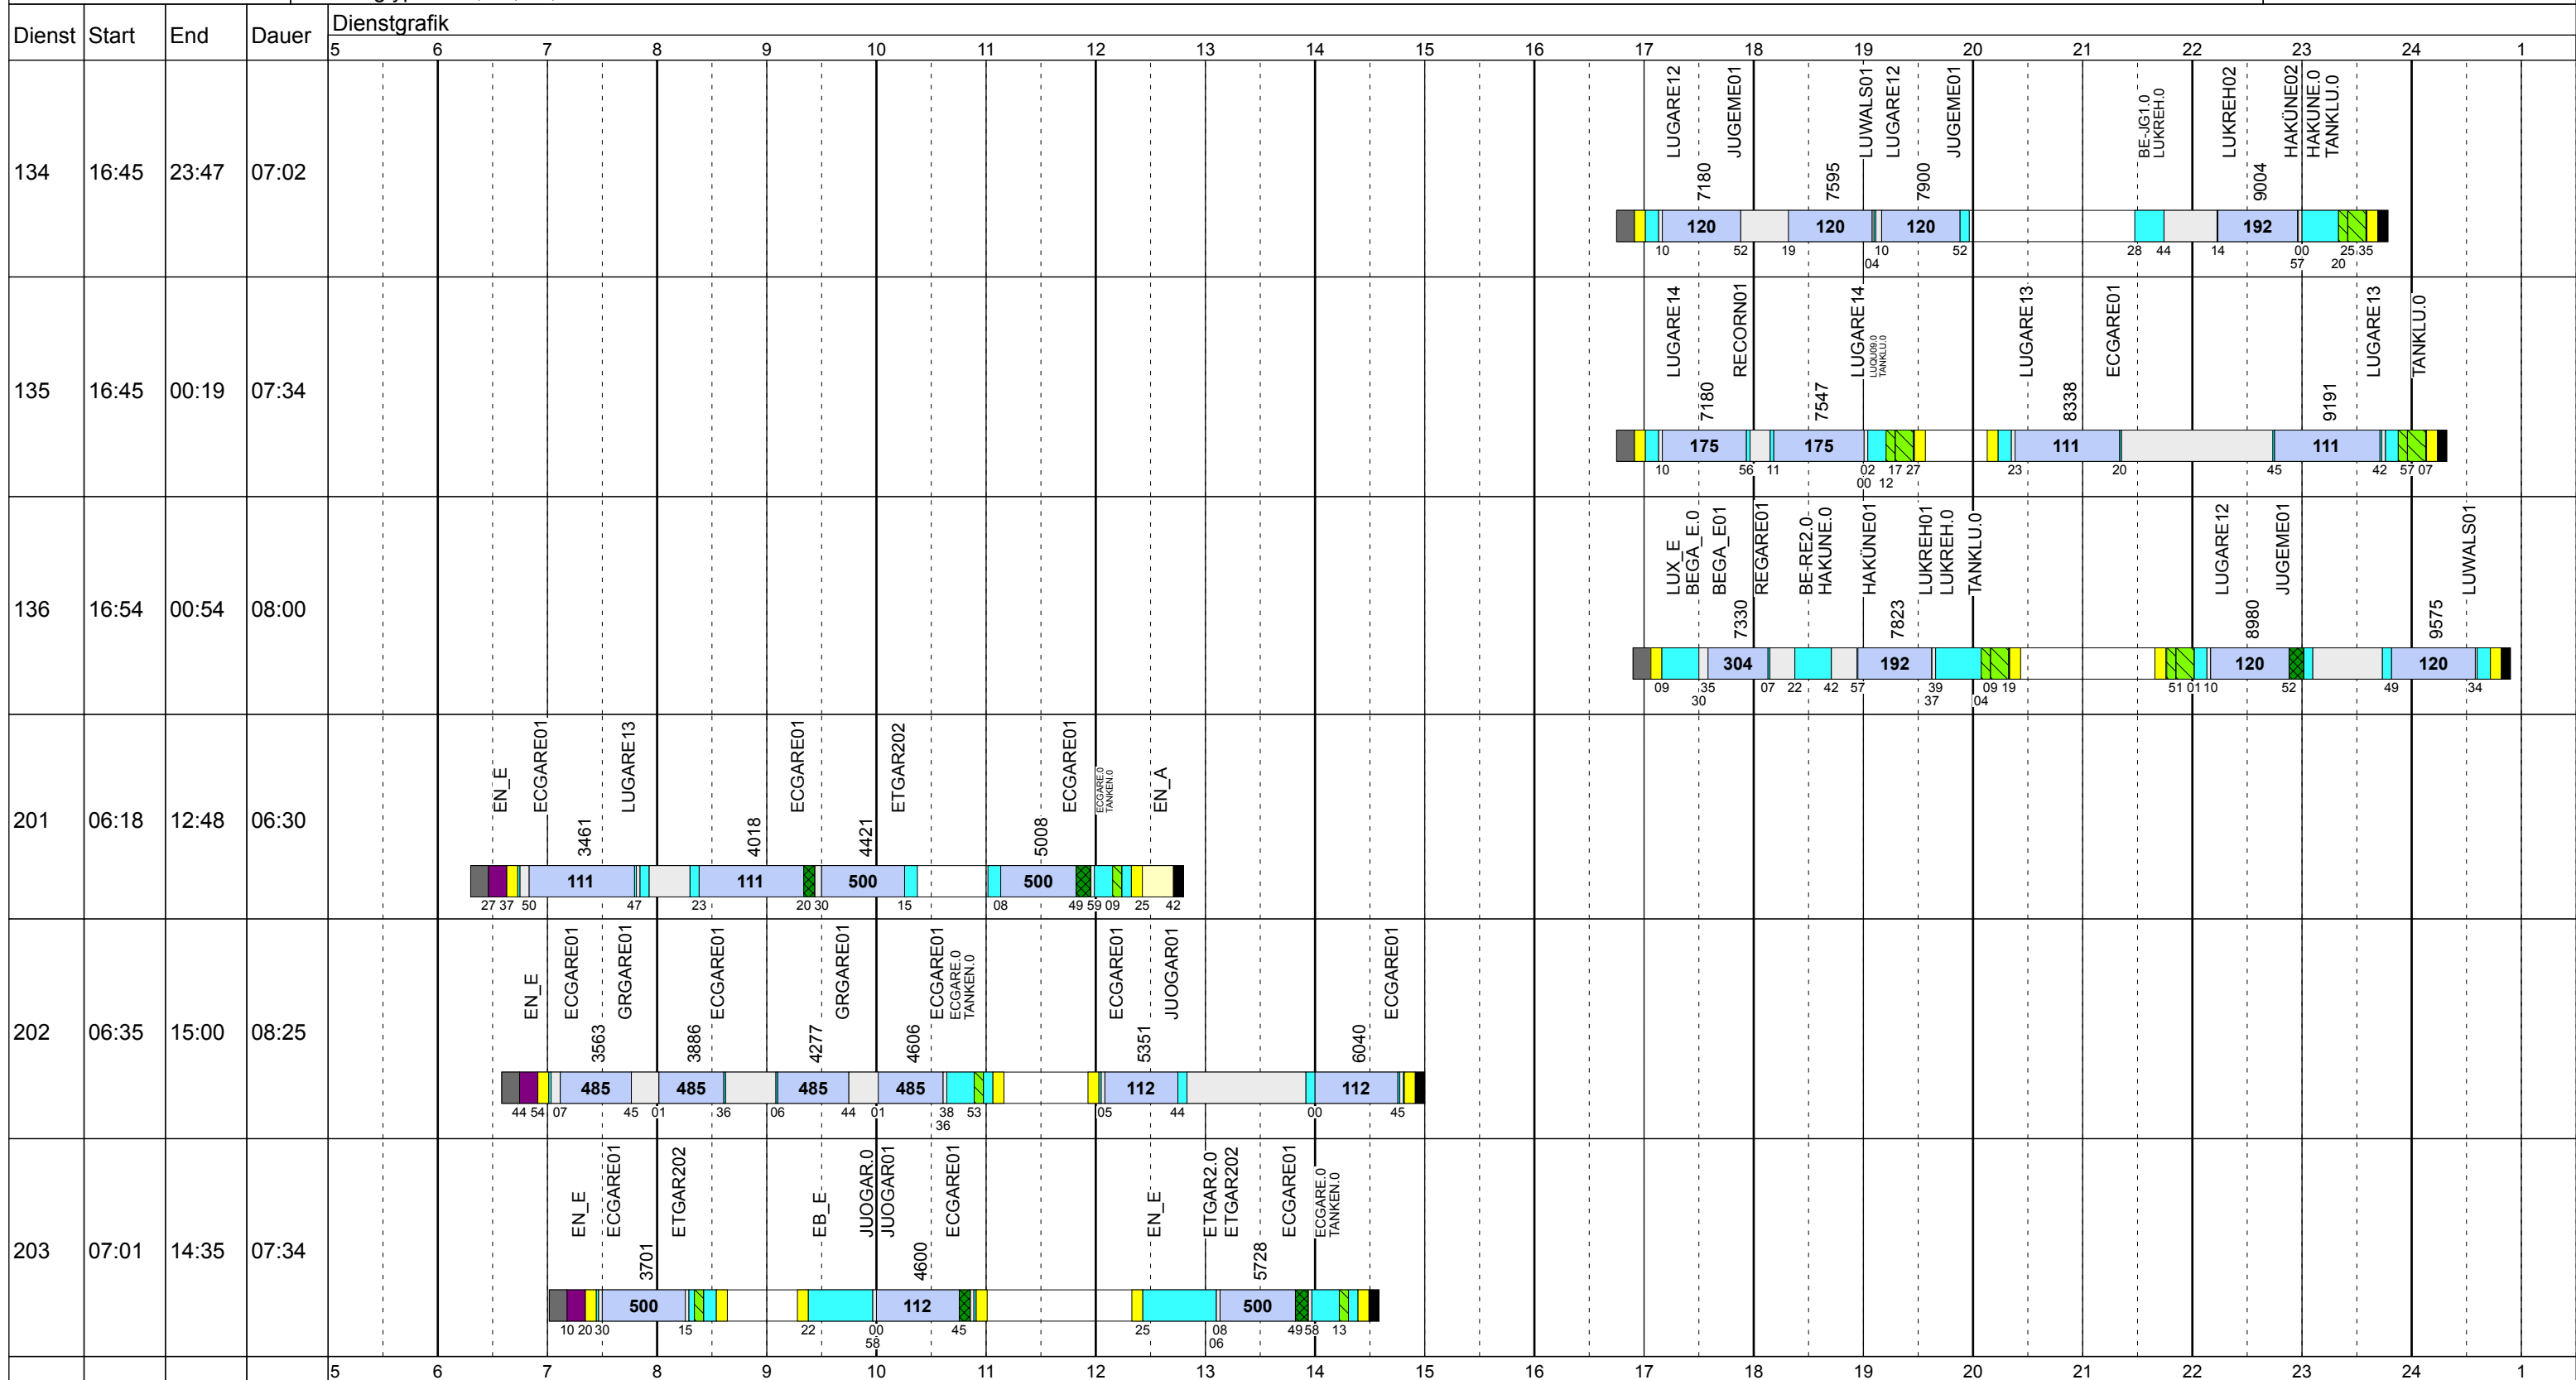 Dienst Start End Dauer Dienstgrafik
5 6 7 8 9 10 11 12 13 14 15 16 17 18 19 20 21 22 23 24 1
LUGARE12 JUGEME01 LUWALS01 LUGARE12 JUGEME01 BE-JG1.0 LUKREH.0 LUKREH02 HAKÜNE02 HAKUNE.0 TANKLU.0
7180 7595 7900 9004
134 16:45 23:47 07:02
120 120 120 192
10 52 19 10 52 28 44 14 00 25 35
04 57 20
LUGARE14 RECORN01 LUGARE14 LUQU09.0 TANKLU.0 LUGARE13 ECGARE01 LUGARE13 TANKLU.0
7180 7547 8338 9191
135 16:45 00:19 07:34
175 175 111 111
10 56 11 02 17 27 23 20 45 42 57 07
00 12
LUX_E BEGA_E.0 BEGA_E01 REGARE01 BE-RE2.0 HAKUNE.0 HAKÜNE01 LUKREH01 LUKREH.0 TANKLU.0 LUGARE12 JUGEME01 LUWALS01
7330 7823 8980 9575
136 16:54 00:54 08:00
304 192 120 120
09 35 07 22 42 57 39 09 19 51 01 10 52 49 34
30 37 04
EN_E ECGARE01 LUGARE13 ECGARE01 ETGAR202 ECGARE01 ECGARE.0 TANKEN.0 EN_A
3461 4018 4421 5008
201 06:18 12:48 06:30
111 111 500 500
27 37 50 47 23 20 30 15 08 49 59 09 25 42
EN_E ECGARE01 GRGARE01 ECGARE01 GRGARE01 ECGARE01 ECGARE.0 TANKEN.0 ECGARE01 JUOGAR01 ECGARE01
3563 3886 4277 4606 5351 6040
202 06:35 15:00 08:25
485 485 485 485 112 112
44 54 07 45 01 36 06 44 01 38 53 05 44 00 45
36
EN_E ECGARE01 ETGAR202 EB_E JUOGAR.0 JUOGAR01 ECGARE01 EN_E ETGAR2.0 ETGAR202 ECGARE01 ECGARE.0 TANKEN.0
3701 4600 5728
203 07:01 14:35 07:34
500 112 500
10 20 30 15 22 00 45 25 08 49 58 13
58 06
5 6 7 8 9 10 11 12 13 14 15 16 17 18 19 20 21 22 23 24 1